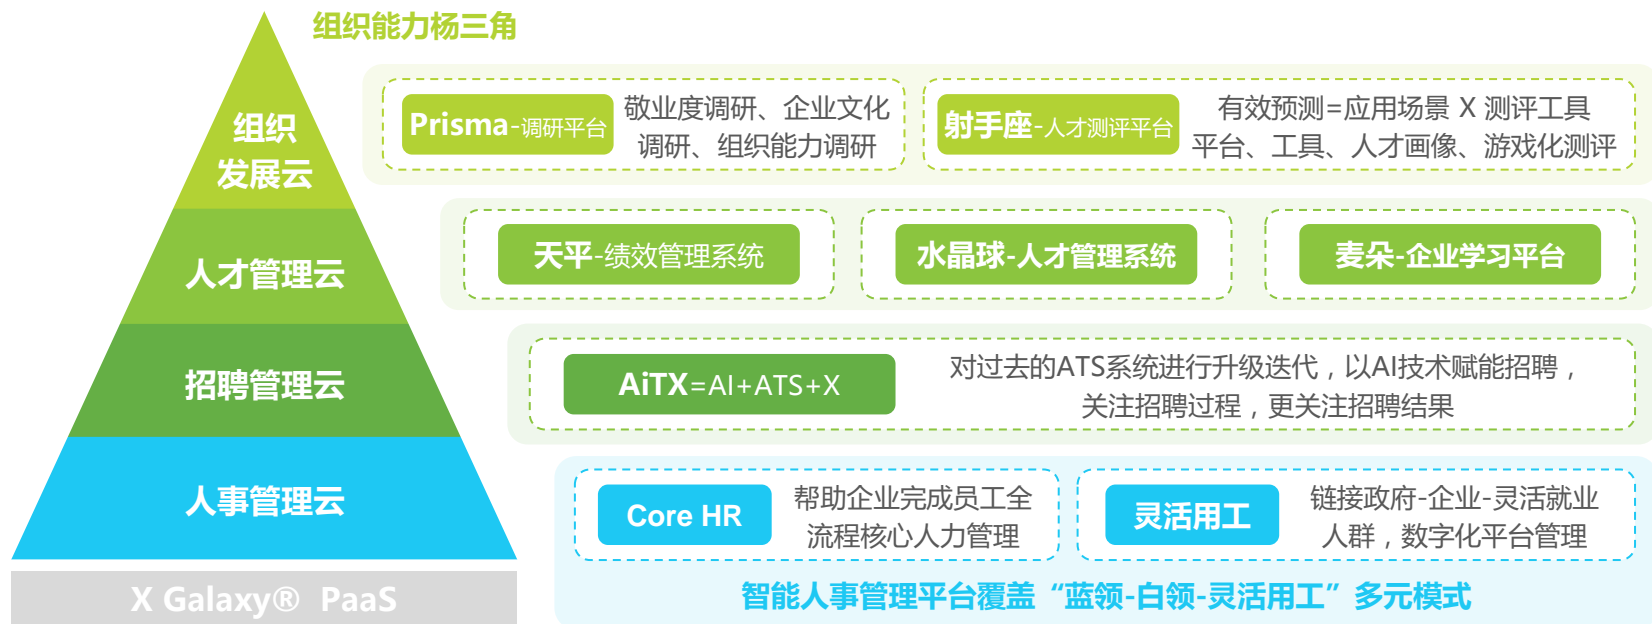 组织能力杨三角
组织
发展云
Prisma-调研平台
敬业度调研、企业文化
调研、组织能力调研
射手座-人才测评平台
有效预测=应用场景 X 测评工具
平台、工具、人才画像、游戏化测评
人才管理云
天平-绩效管理系统
水晶球-人才管理系统
麦朵-企业学习平台
招聘管理云
AiTX=AI+ATS+X
对过去的ATS系统进行升级迭代，以AI技术赋能招聘，
关注招聘过程，更关注招聘结果
人事管理云
Core HR
帮助企业完成员工全
流程核心人力管理
灵活用工
链接政府-企业-灵活就业
人群，数字化平台管理
智能人事管理平台覆盖“蓝领-白领-灵活用工”多元模式
X Galaxy® PaaS